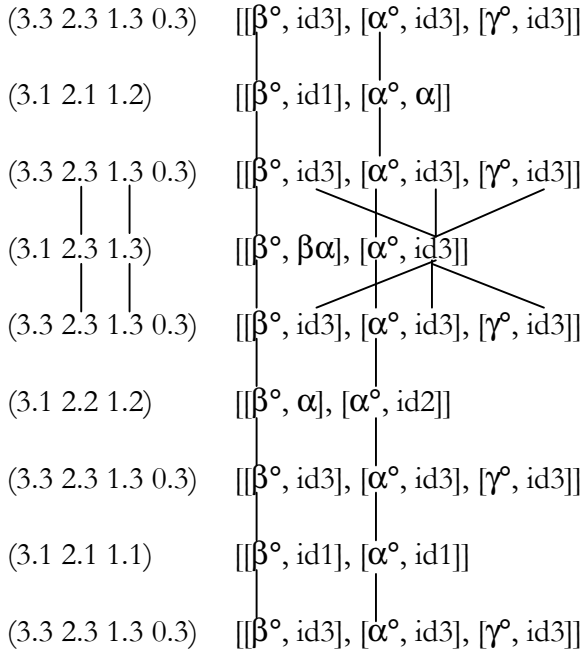 (3.3 2.3 1.3 0.3) [[β°, id3], [α°, id3], [γ°, id3]]
(3.1 2.1 1.2) [[β°, id1], [α°, α]]
(3.3 2.3 1.3 0.3) [[β°, id3], [α°, id3], [γ°, id3]]
(3.1 2.3 1.3) [[β°, βα], [α°, id3]]
(3.3 2.3 1.3 0.3) [[β°, id3], [α°, id3], [γ°, id3]]
(3.1 2.2 1.2) [[β°, α], [α°, id2]]
(3.3 2.3 1.3 0.3) [[β°, id3], [α°, id3], [γ°, id3]]
(3.1 2.1 1.1) [[β°, id1], [α°, id1]]
(3.3 2.3 1.3 0.3) [[β°, id3], [α°, id3], [γ°, id3]]